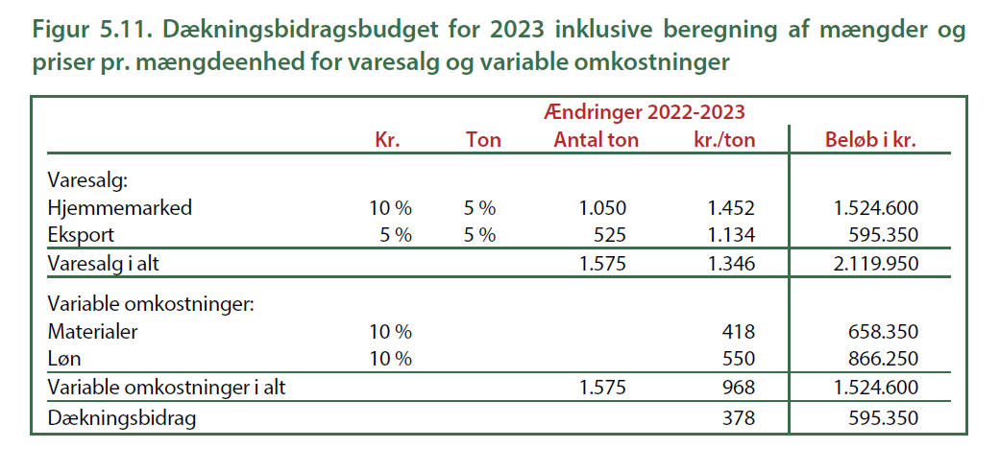 Figur 5.11. Dækningsbidragsbudget for 2023 inklusive beregning af mængder og
priser pr. mængdeenhed for varesalg og variable omkostninger
Ændringer 2022-2023
Kr. Ton Antal ton kr./ton Beløb i kr.
Varesalg:
Hjemmemarked 10 % 5 % 1.050 1.452 1.524.600
Eksport 5 % 5 % 525 1.134 595.350
Varesalg i alt 1.575 1.346 2.119.950
Variable omkostninger:
Materialer 10 % 418 658.350
Løn 10 % 550 866.250
Variable omkostninger i alt 1.575 968 1.524.600
Dækningsbidrag 378 595.350